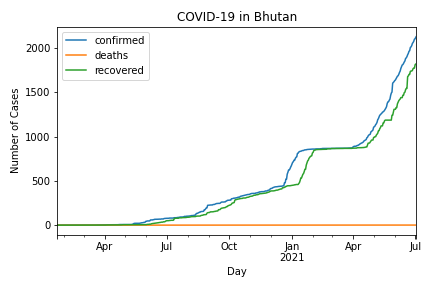 COVID-19 in Bhutan
confirmed
deaths
recovered
Number of Cases
2000
1500
1000
500
0
Apr
Jul
Oct
Jan
2021
Apr
Jul
Day